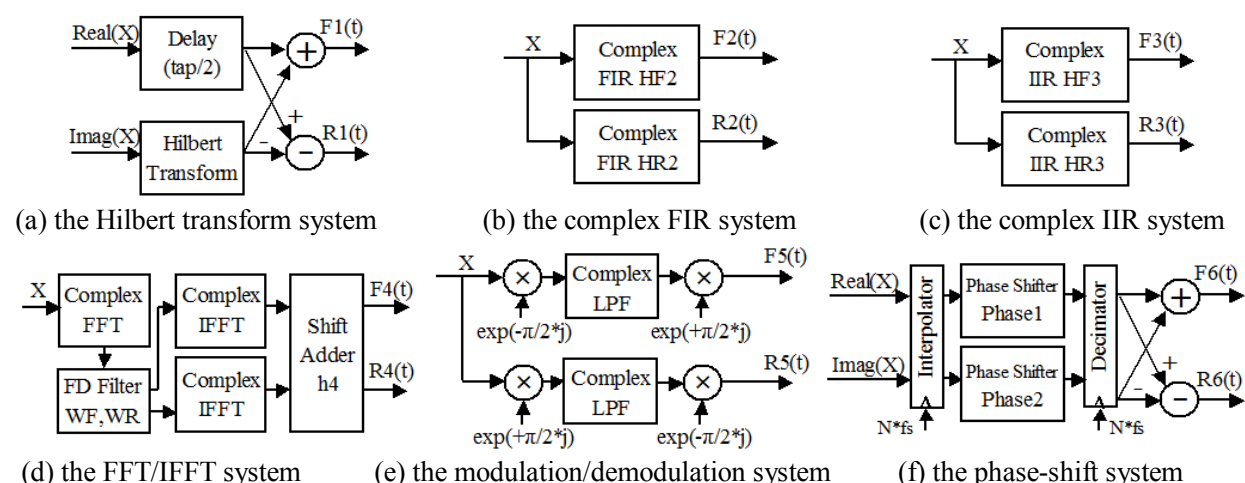 Real(X)
Delay
(tap/2)
F1(t)
+
+
Imag(X)
Hilbert
Transform
-
−
R1(t)
(a) the Hilbert transform system
X
Complex
FIR HF2
F2(t)
Complex
FIR HR2
R2(t)
(b) the complex FIR system
X
Complex
IIR HF3
F3(t)
Complex
IIR HR3
R3(t)
(c) the complex IIR system
X
Complex
FFT
FD Filter
WF,WR
Complex
IFFT
Complex
IFFT
Shift
Adder
h4
F4(t)
R4(t)
(d) the FFT/IFFT system
X
×
Complex
LPF
×
F5(t)
exp(-π/2*j)
exp(+π/2*j)
×
Complex
LPF
×
R5(t)
exp(+π/2*j)
exp(-π/2*j)
(e) the modulation/demodulation system
Real(X)
Imag(X)
Interpolator
N*fs
Phase Shifter
Phase1
Phase Shifter
Phase2
Decimator
N*fs
+
F6(t)
+
-
−
R6(t)
(f) the phase-shift system